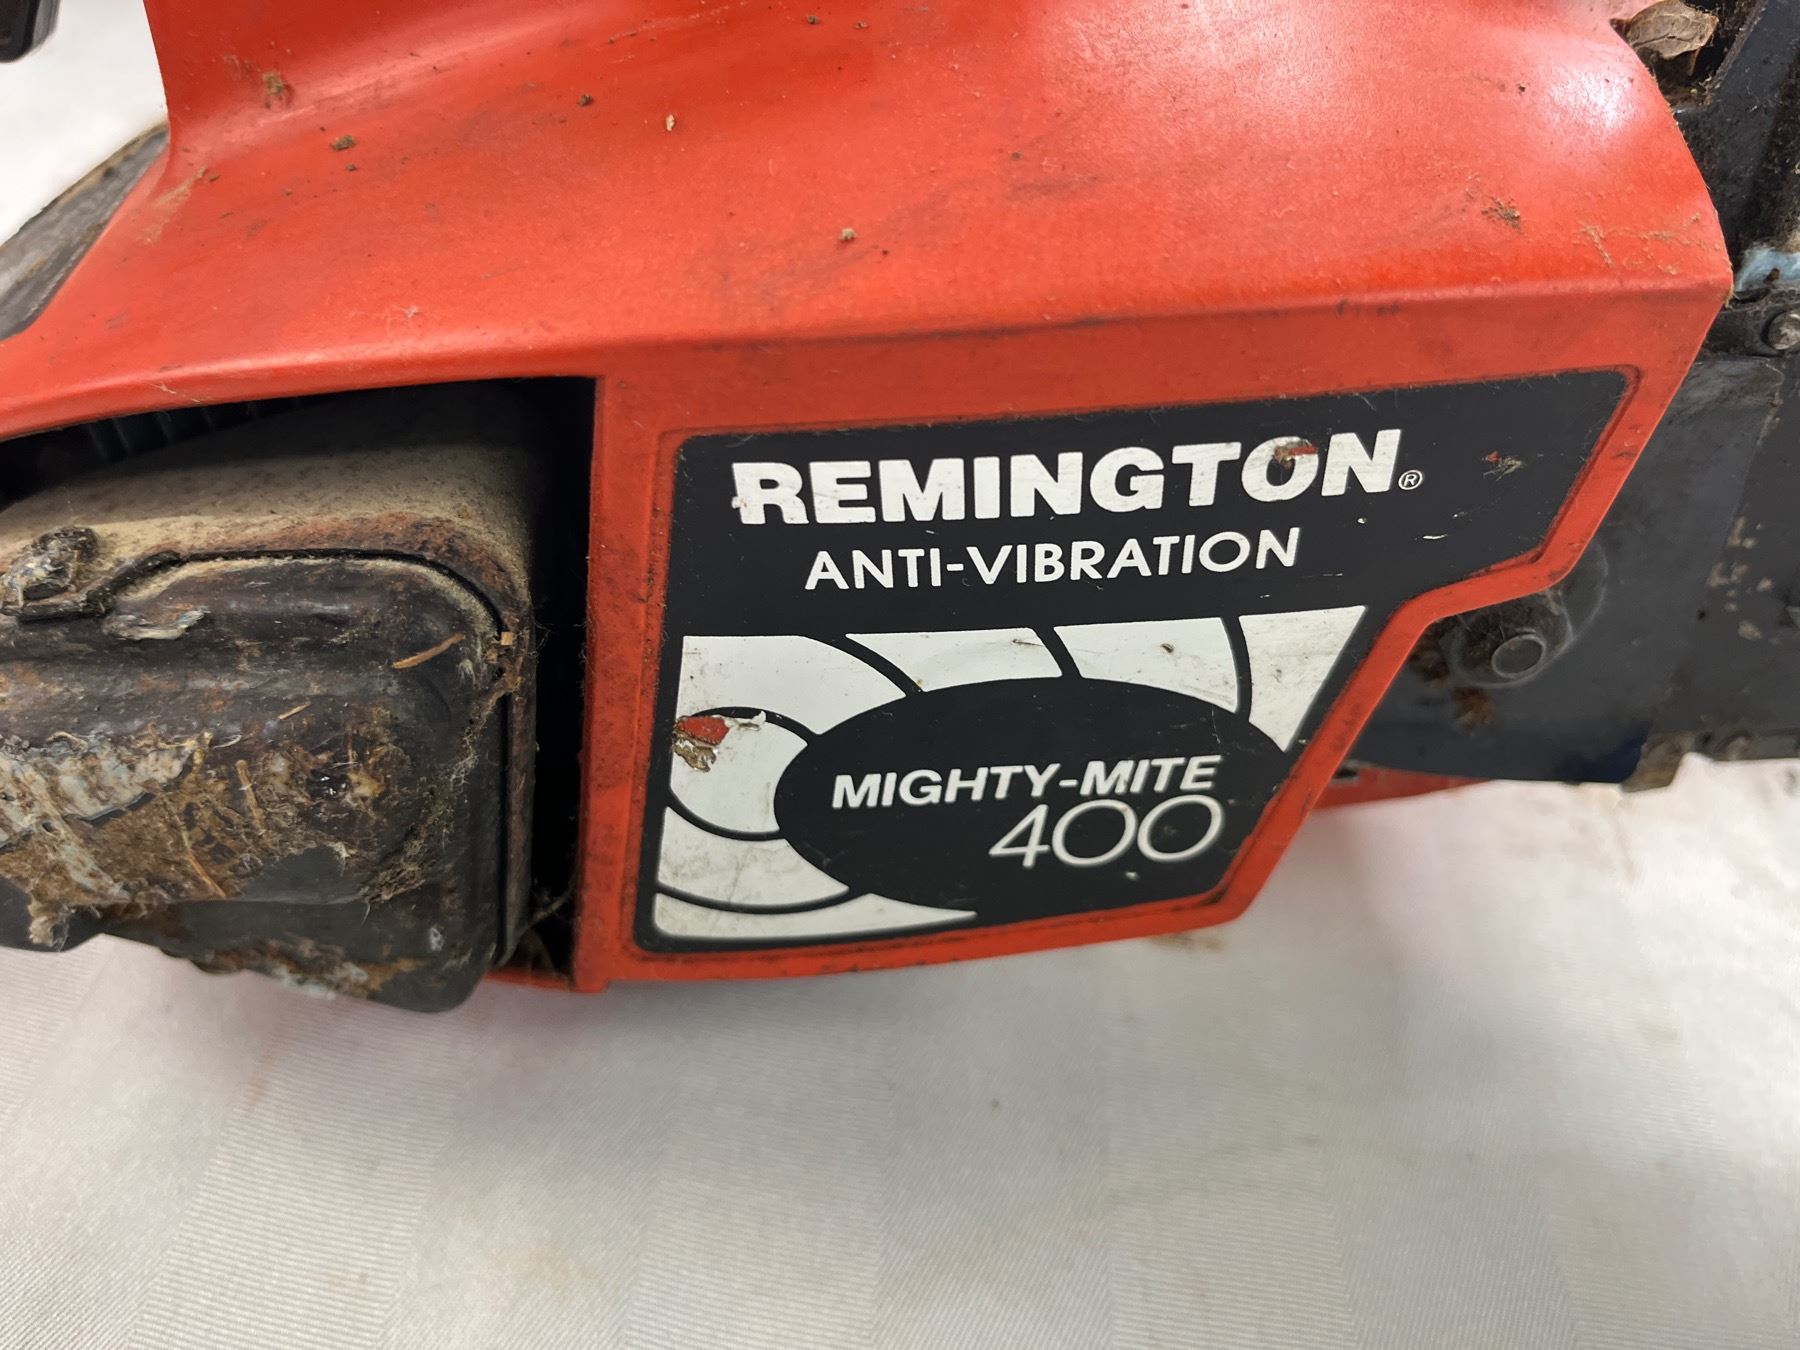 REMINGTON®
ANTI-VIBRATION
MIGHTY-MITE
400